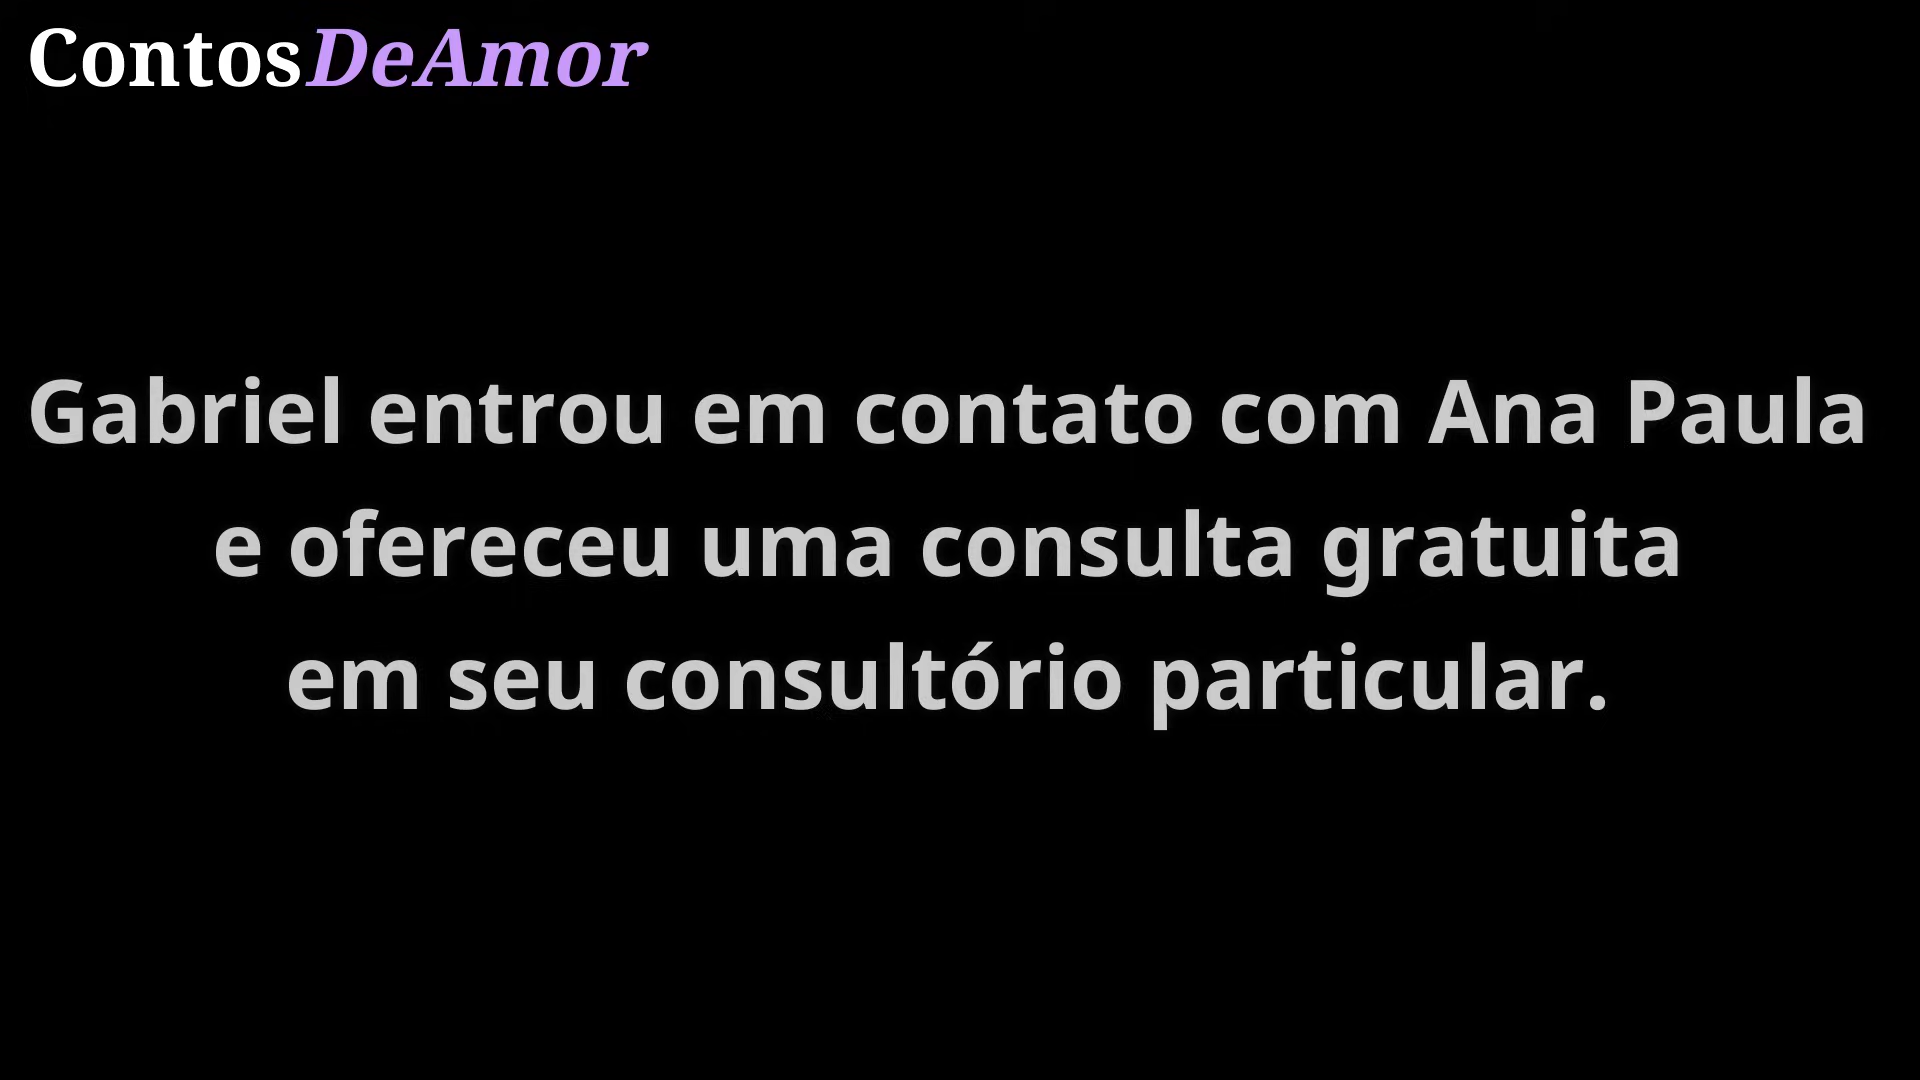 ContosDeAmor
Gabriel entrou em contato com Ana Paula
e ofereceu uma consulta gratuita
em seu consultório particular.